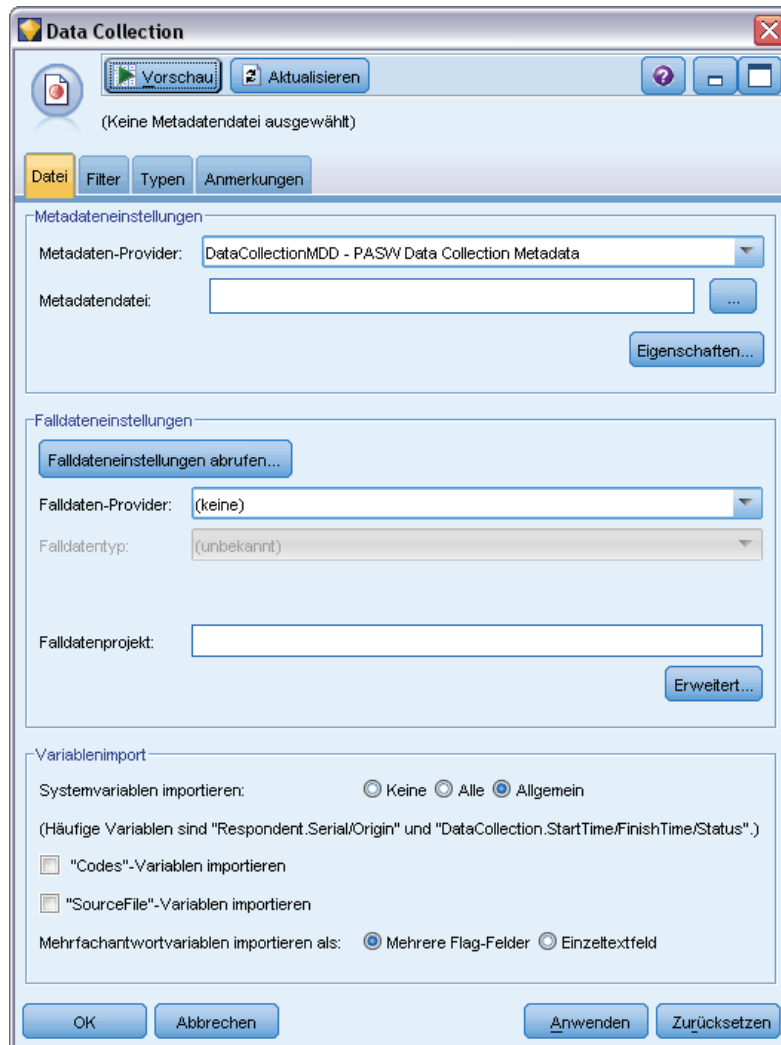 Data Collection
Vorschau Aktualisieren
(Keine Metadatendatei ausgewählt)
Datei Filter Typen Anmerkungen
Metadateneinstellungen
Metadaten-Provider: DataCollectionMDD - PASW Data Collection Metadata
Metadatendatei: ...
Eigenschaften...
Falldateneinstellungen
Falldateneinstellungen abrufen...
Falldaten-Provider: (keine)
Falldatentyp: (unbekannt)
Falldatenprojekt:
Erweitert...
Variablenimport
Systemvariablen importieren: Keine Alle Allgemein
(Häufige Variablen sind "Respondent.Serial/Origin" und "DataCollection.StartTime/FinishTime/Status".)
"Codes"-Variablen importieren
"SourceFile"-Variablen importieren
Mehrfachantwortvariablen importieren als: Mehrere Flag-Felder Einzeltextfeld
OK Abbrechen Anwenden Zurücksetzen